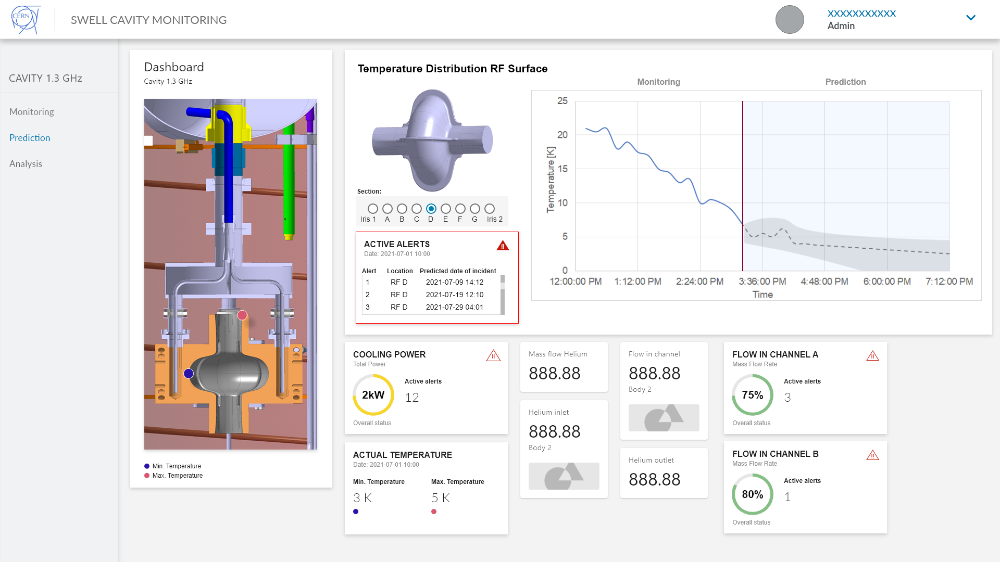 CERN
SWELL CAVITY MONITORING
XXXXXXXXXXX
Admin
CAVITY 1.3 GHz
Monitoring
Prediction
Analysis
Dashboard
Cavity 1.3 GHz
Min. Temperature
Max. Temperature
Temperature Distribution RF Surface
Section:
Iris 1 A B C D E F G Iris 2
ACTIVE ALERTS
Date: 2021-07-01 10:00
Alert Location Predicted date of incident
1 RF D 2021-07-09 14:12
2 RF D 2021-07-19 12:10
3 RF D 2021-07-29 04:01
Monitoring Prediction
Temperature [K]
25
20
15
10
5
0
12:00:00 PM 1:12:00 PM 2:24:00 PM 3:36:00 PM 4:48:00 PM 6:00:00 PM 7:12:00 PM
Time
COOLING POWER
Total Power
2kW
Active alerts
12
Overall status
ACTUAL TEMPERATURE
Date: 2021-07-01 10:00
Min. Temperature Max. Temperature
3 K 5 K
Mass flow Helium
888.88
Helium inlet
888.88
Body 2
Flow in channel
888.88
Body 2
Helium outlet
888.88
FLOW IN CHANNEL A
Mass Flow Rate
75%
Active alerts
3
Overall status
FLOW IN CHANNEL B
Mass Flow Rate
80%
Active alerts
1
Overall status